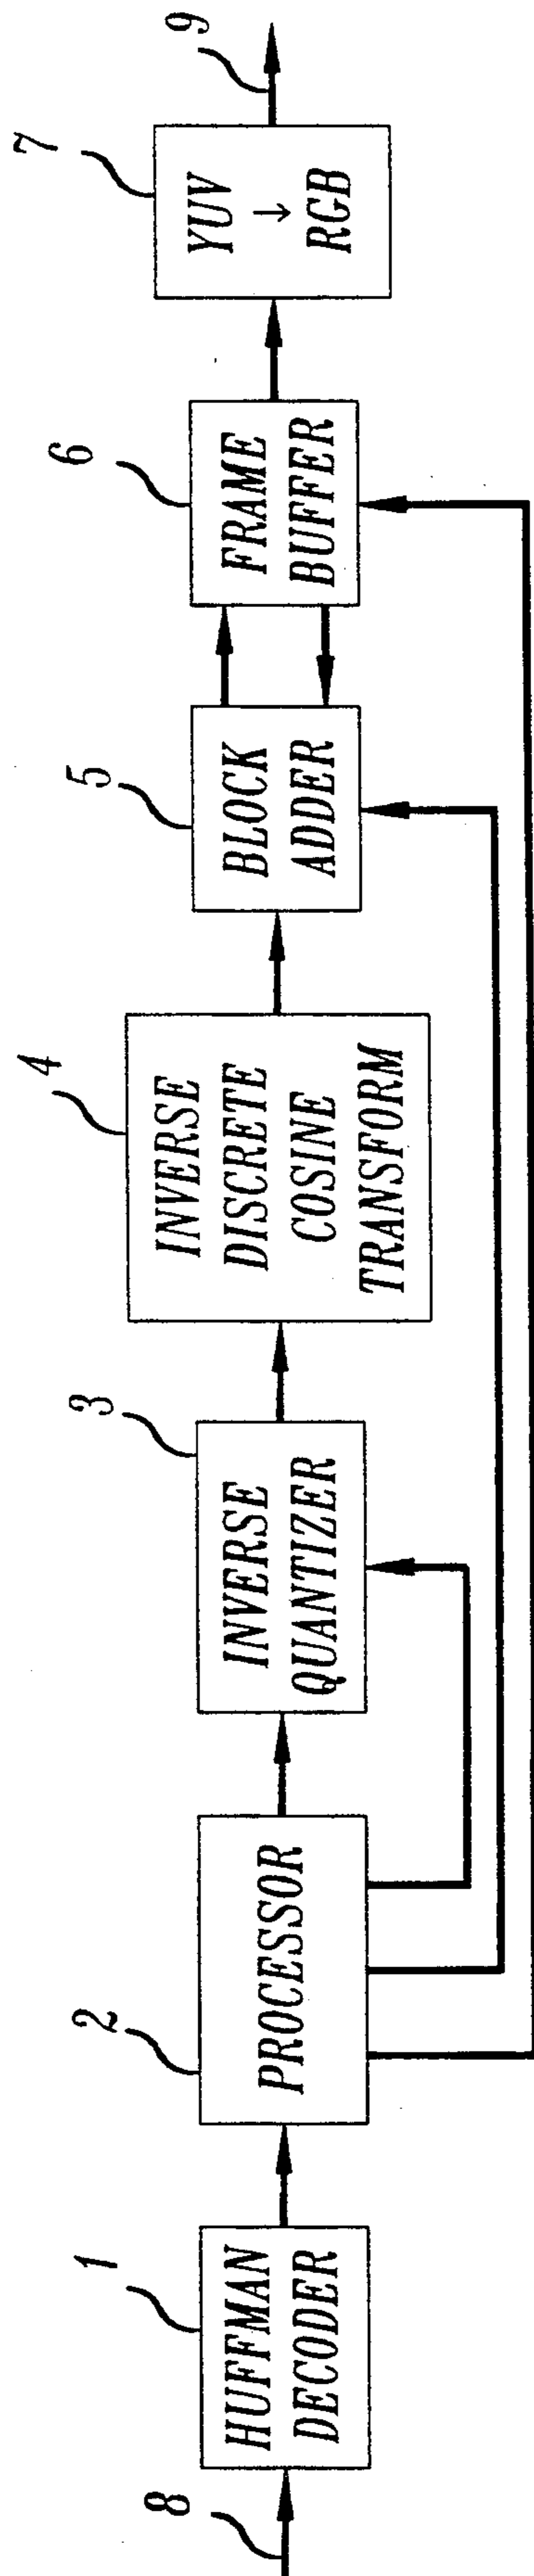 8
1
HUFFMAN
DECODER
2
PROCESSOR
3
INVERSE
QUANTIZER
4
INVERSE
DISCRETE
COSINE
TRANSFORM
5
BLOCK
ADDER
6
FRAME
BUFFER
7
YUV
↓
RGB
9